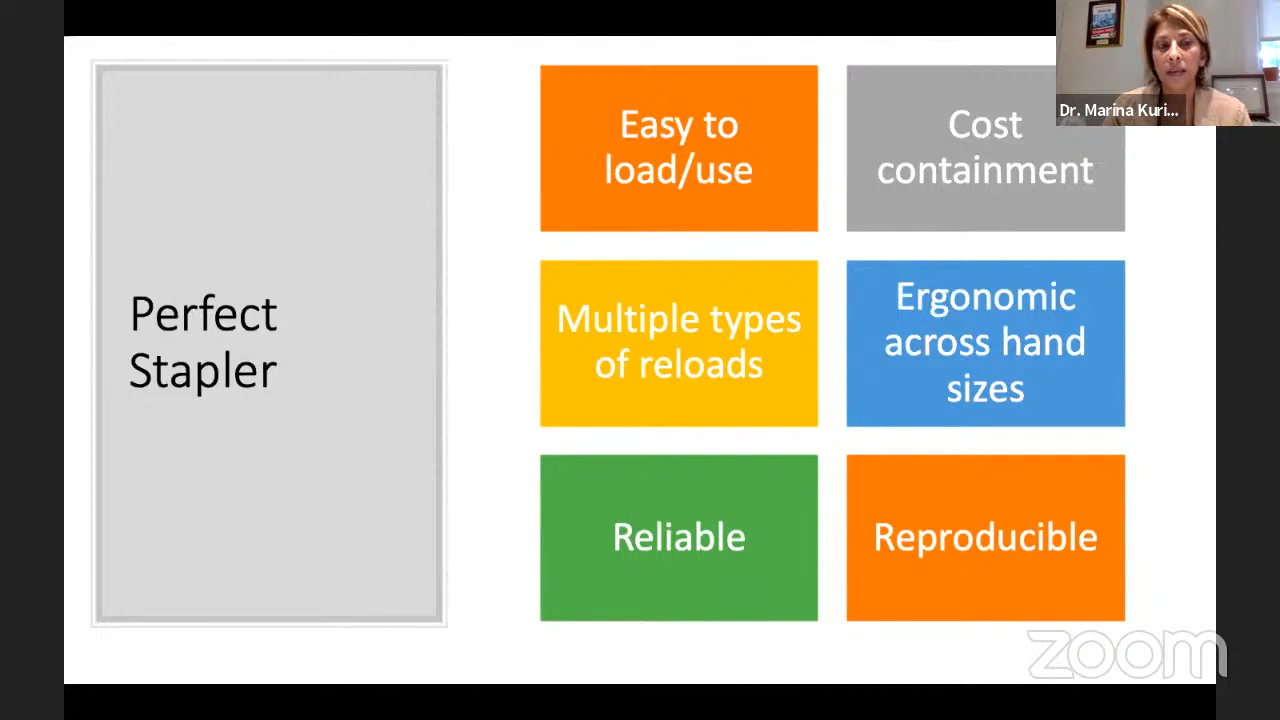 Perfect
Stapler
Easy to
load/use
Cost
containment
Multiple types
of reloads
Ergonomic
across hand
sizes
Reliable
Reproducible
Dr. Marina Kuri...
zoom